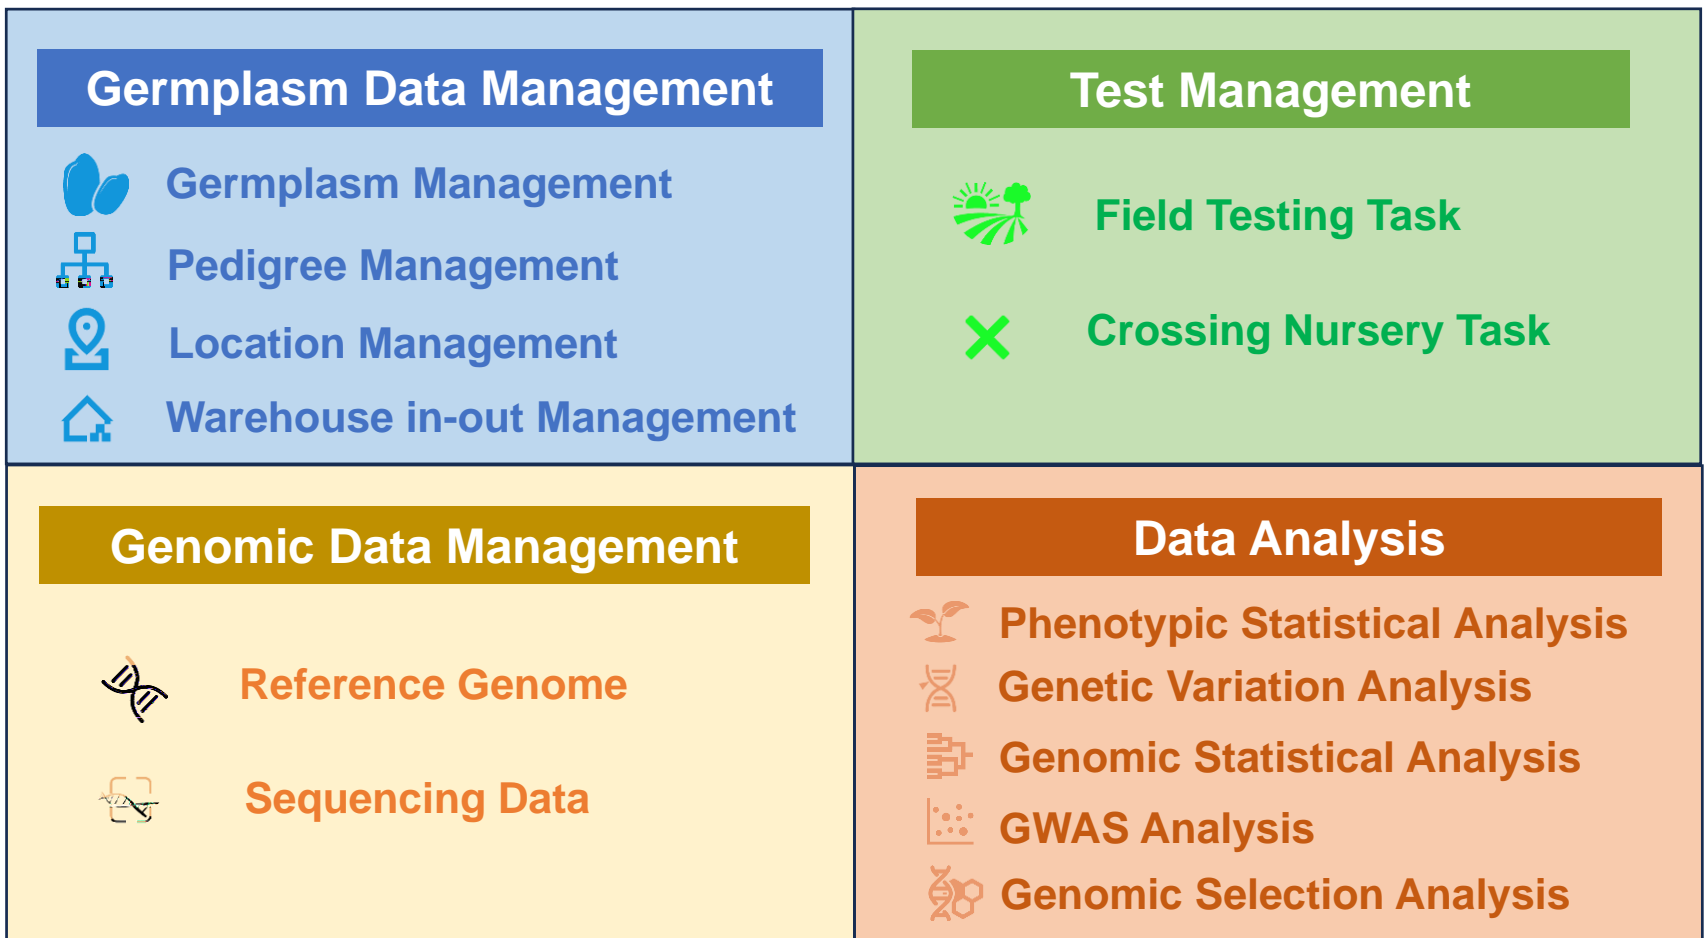 Germplasm Data Management
Germplasm Management
Pedigree Management
Location Management
Warehouse in-out Management
Test Management
Field Testing Task
Crossing Nursery Task
Genomic Data Management
Reference Genome
Sequencing Data
Data Analysis
Phenotypic Statistical Analysis
Genetic Variation Analysis
Genomic Statistical Analysis
GWAS Analysis
Genomic Selection Analysis